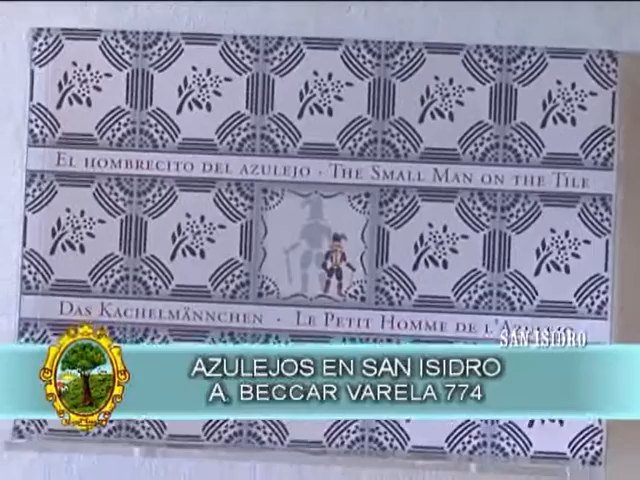 EL HOMBRECITO DEL AZULEJO · THE SMALL MAN ON THE TILE
DAS KACHELMÄNNCHEN · LE PETIT HOMME DE
SAN ISIDRO
AZULEJOS EN SAN ISIDRO
A. BECCAR VARELA 774